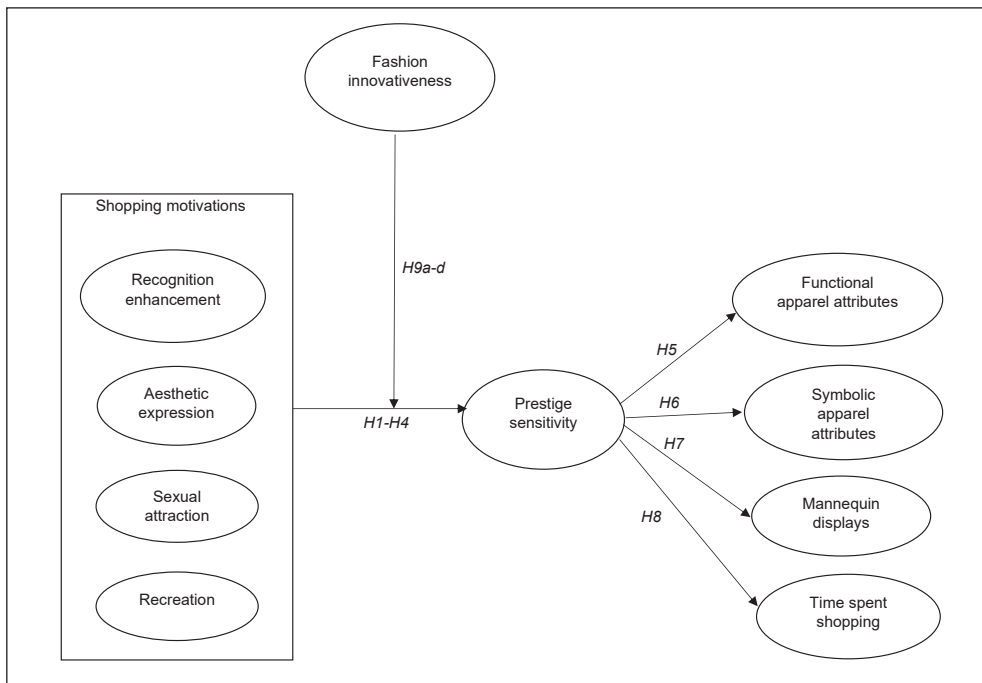 Fashion
innovativeness
Shopping motivations
Recognition
enhancement
Aesthetic
expression
Sexual
attraction
Recreation
H9a-d
H1-H4
Prestige
sensitivity
H5
H6
H7
H8
Functional
apparel attributes
Symbolic
apparel
attributes
Mannequin
displays
Time spent
shopping